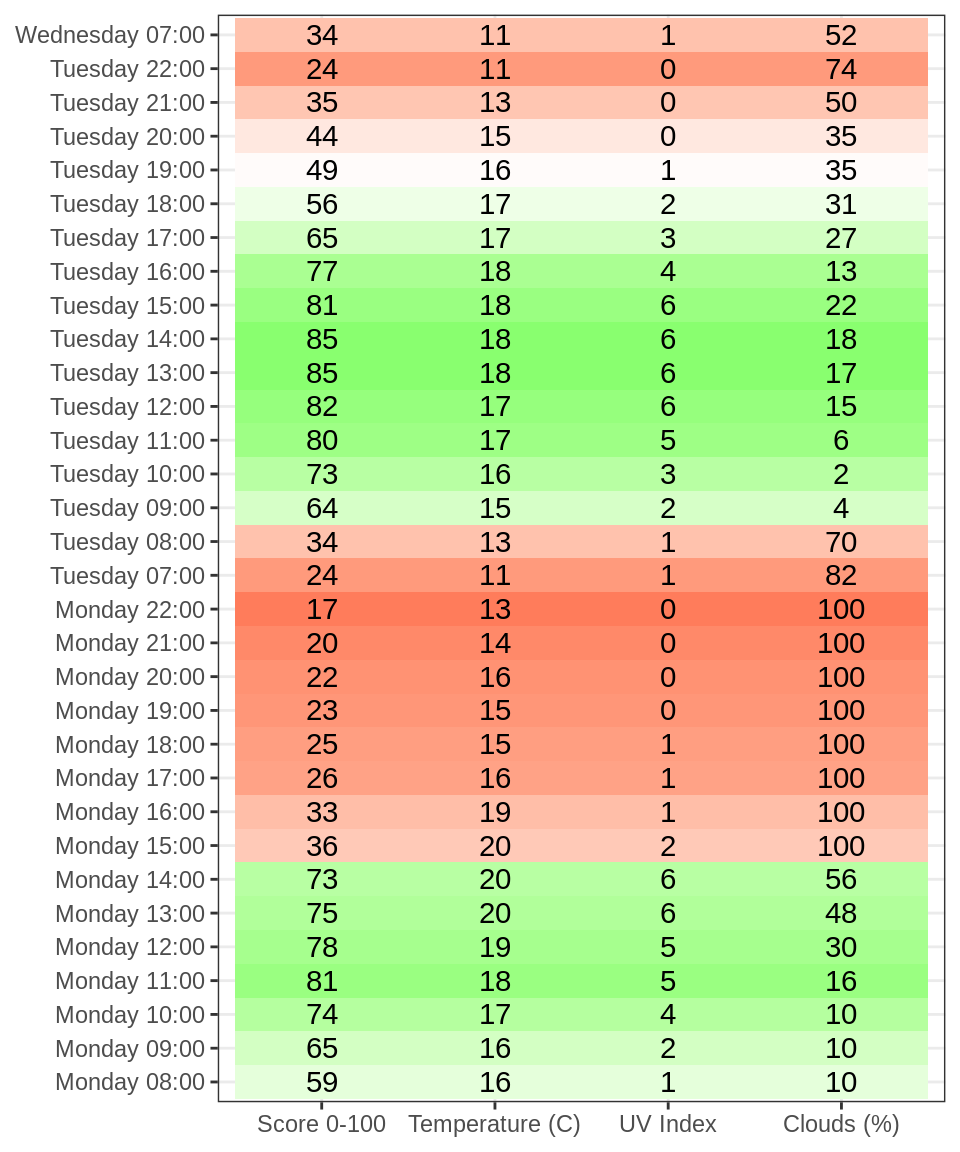 Wednesday 07:00 34 11 1 52
Tuesday 22:00 24 11 0 74
Tuesday 21:00 35 13 0 50
Tuesday 20:00 44 15 0 35
Tuesday 19:00 49 16 1 35
Tuesday 18:00 56 17 2 31
Tuesday 17:00 65 17 3 27
Tuesday 16:00 77 18 4 13
Tuesday 15:00 81 18 6 22
Tuesday 14:00 85 18 6 18
Tuesday 13:00 85 18 6 17
Tuesday 12:00 82 17 6 15
Tuesday 11:00 80 17 5 6
Tuesday 10:00 73 16 3 2
Tuesday 09:00 64 15 2 4
Tuesday 08:00 34 13 1 70
Tuesday 07:00 24 11 1 82
Monday 22:00 17 13 0 100
Monday 21:00 20 14 0 100
Monday 20:00 22 16 0 100
Monday 19:00 23 15 0 100
Monday 18:00 25 15 1 100
Monday 17:00 26 16 1 100
Monday 16:00 33 19 1 100
Monday 15:00 36 20 2 100
Monday 14:00 73 20 6 56
Monday 13:00 75 20 6 48
Monday 12:00 78 19 5 30
Monday 11:00 81 18 5 16
Monday 10:00 74 17 4 10
Monday 09:00 65 16 2 10
Monday 08:00 59 16 1 10
Score 0-100 Temperature (C) UV Index Clouds (%)